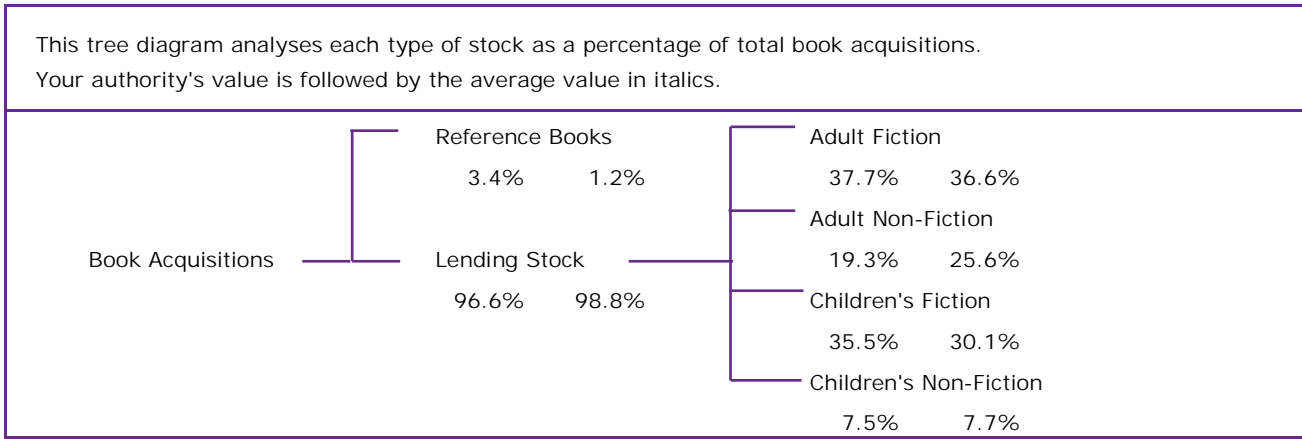 This tree diagram analyses each type of stock as a percentage of total book acquisitions.
Your authority's value is followed by the average value in italics.
Reference Books
3.4% 1.2%
Book Acquisitions
Lending Stock
96.6% 98.8%
Adult Fiction
37.7% 36.6%
Adult Non-Fiction
19.3% 25.6%
Children's Fiction
35.5% 30.1%
Children's Non-Fiction
7.5% 7.7%